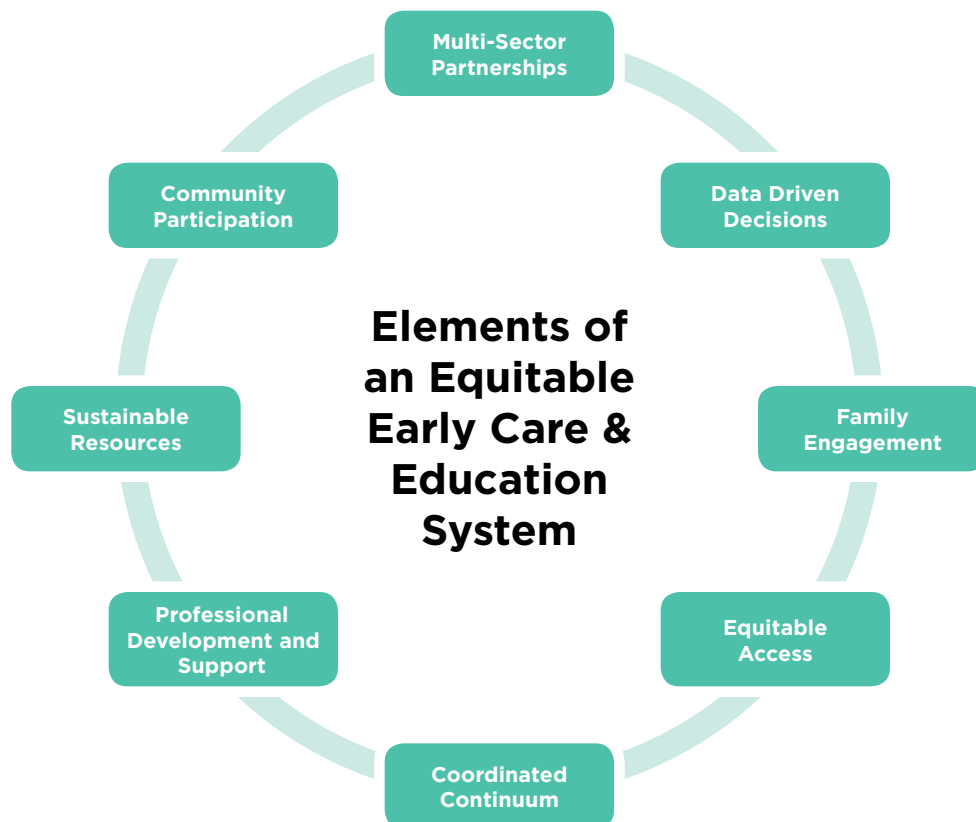 Multi-Sector
Partnerships
Community
Participation
Data Driven
Decisions
Elements of
an Equitable
Early Care &
Education
System
Sustainable
Resources
Family
Engagement
Professional
Development and
Support
Equitable
Access
Coordinated
Continuum